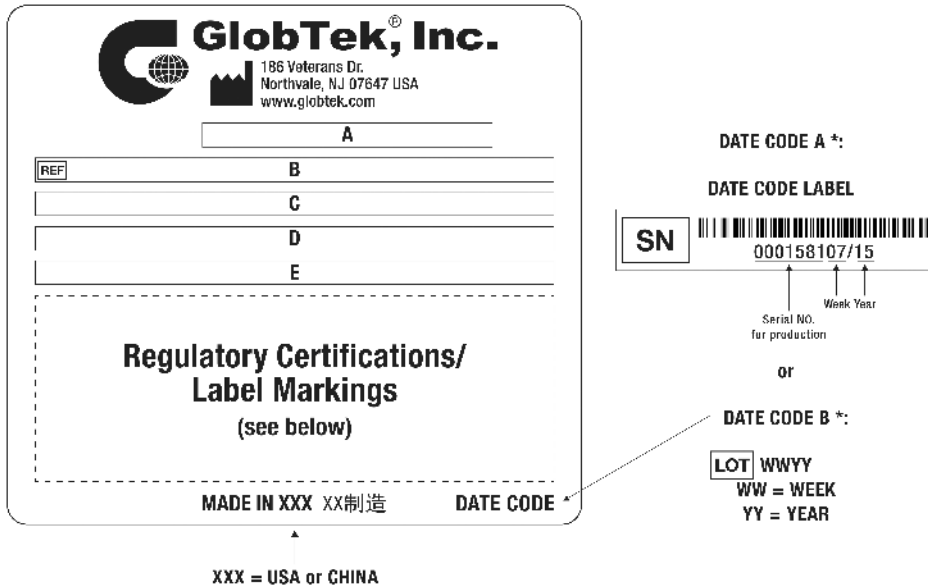 GlobTek®, Inc.
186 Veterans Dr.
Northvale, NJ 07647 USA
www.globtek.com
A
REF B
C
D
E
Regulatory Certifications/
Label Markings
(see below)
MADE IN XXX XX制造 DATE CODE
XXX = USA or CHINA
DATE CODE A *:
DATE CODE LABEL
SN
000158107/15
Week Year
Serial NO.
for production
or
DATE CODE B *:
LOT WWYY
WW = WEEK
YY = YEAR